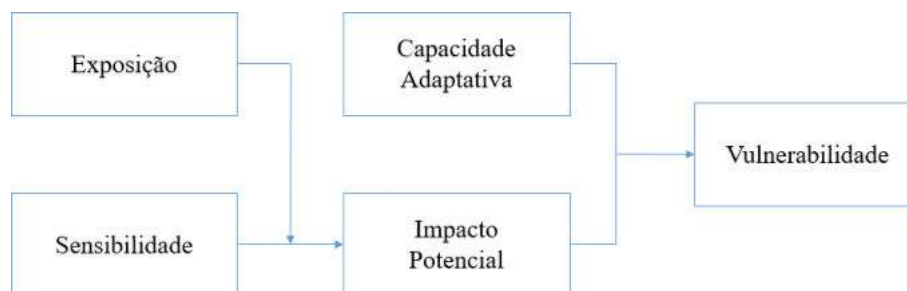 Exposição
Capacidade
Adaptativa
Vulnerabilidade
Sensibilidade
Impacto
Potencial